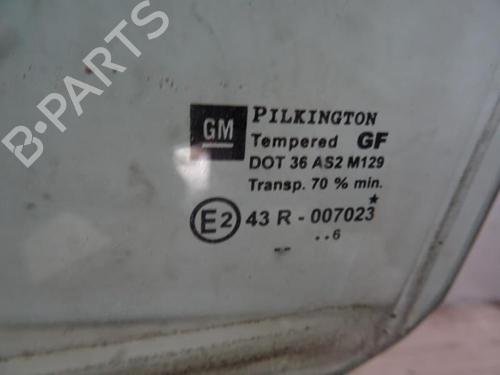 B-PARTS
GM
PILKINGTON
Tempered GF
DOT 36 AS2 M129
Transp. 70 % min.
E2 43 R - 007023
. . 6